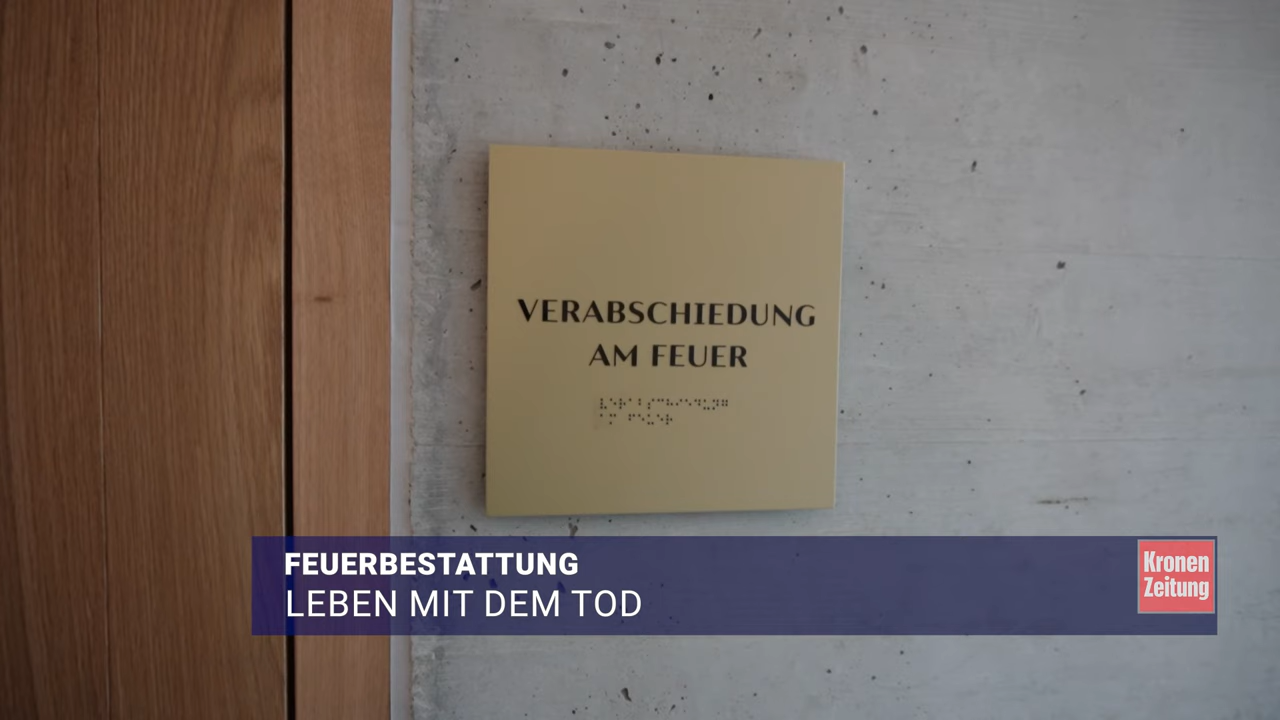 VERABSCHIEDUNG
AM FEUER
FEUERBESTATTUNG
LEBEN MIT DEM TOD
Kronen
Zeitung